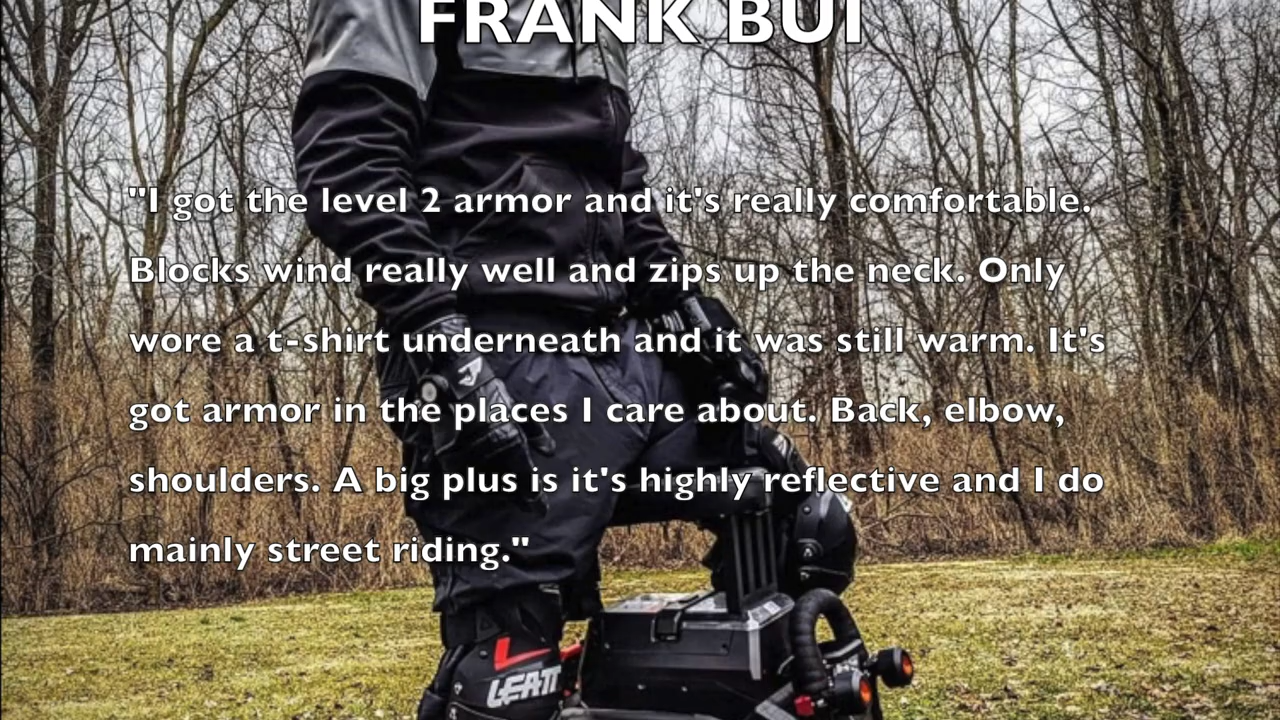 FRANK BUI
"I got the level 2 armor and it's really comfortable.
Blocks wind really well and zips up the neck. Only
wore a t-shirt underneath and it was still warm. It's
got armor in the places I care about. Back, elbow,
shoulders. A big plus is it's highly reflective and I do
mainly street riding."
LEATT